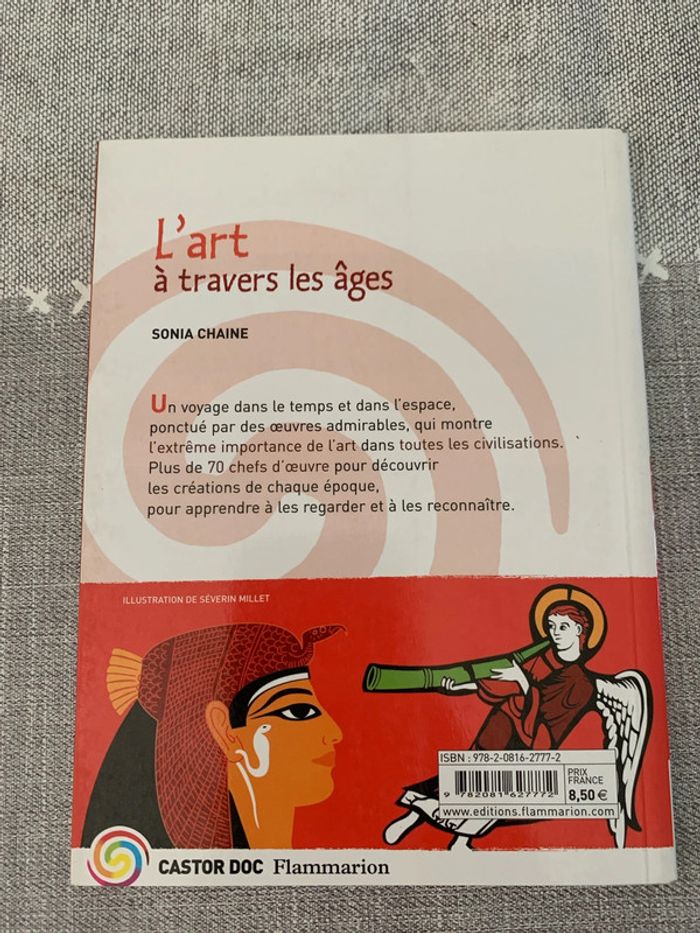 L'art
à travers les âges
SONIA CHAINE
Un voyage dans le temps et dans l'espace,
ponctué par des œuvres admirables, qui montre
l'extrême importance de l'art dans toutes les civilisations.
Plus de 70 chefs d'œuvre pour découvrir
les créations de chaque époque,
pour apprendre à les regarder et à les reconnaître.
ILLUSTRATION DE SÉVERIN MILLET
ISBN : 978-2-0816-2777-2
9 782081 627772
PRIX
FRANCE
8,50 €
www.editions.flammarion.com
CASTOR DOC Flammarion